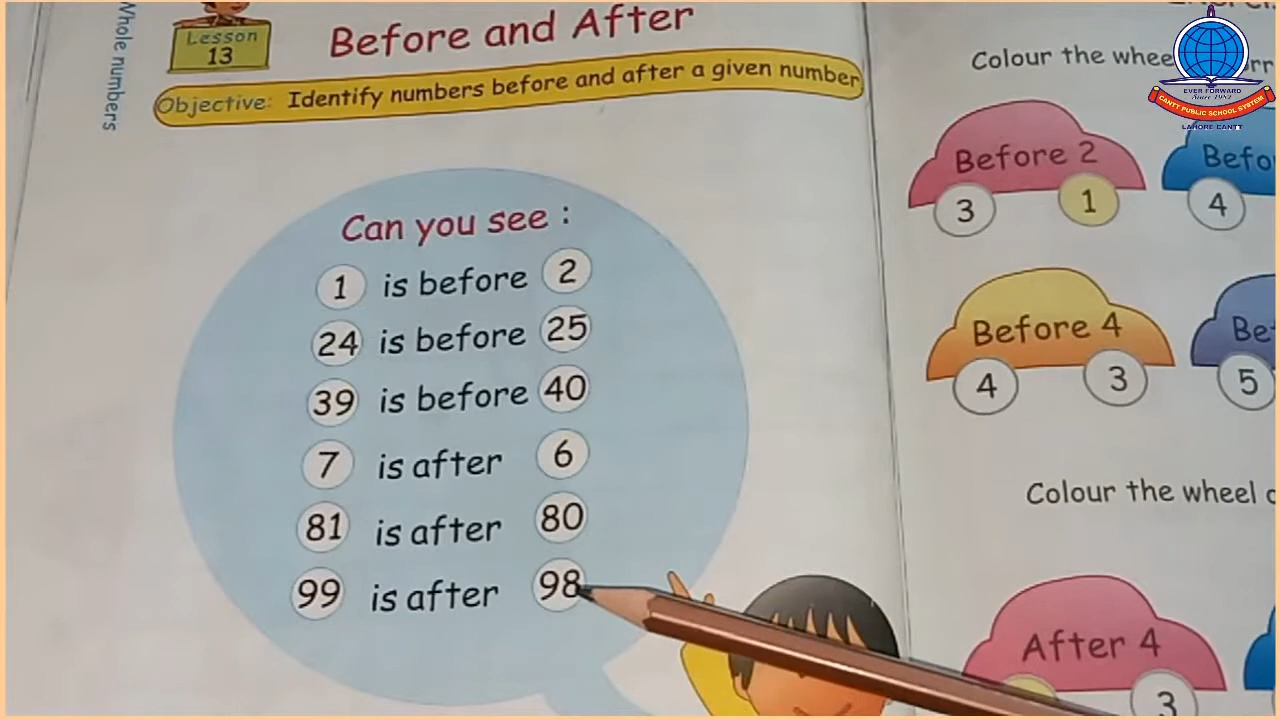 Whole numbers
Lesson
13
Before and After
Objective: Identify numbers before and after a given number
Can you see :
1 is before 2
24 is before 25
39 is before 40
7 is after 6
81 is after 80
99 is after 98
Colour the
Before 2
3 1
4
Before 4
4 3
5
Colour the wheel
After 4
3
EVER FORWARD
Since 1982
CANTT PUBLIC SCHOOL SYSTEM
LAHORE CANTT